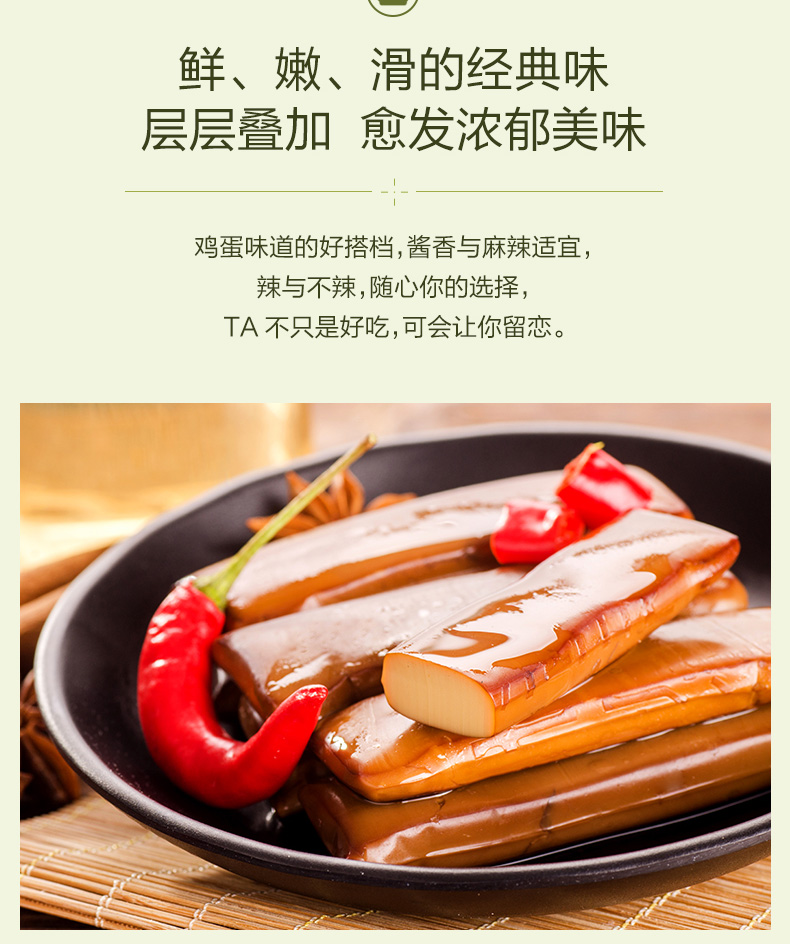 鲜、嫩、滑的经典味
层层叠加 愈发浓郁美味
鸡蛋味道的好搭档,酱香与麻辣适宜,
辣与不辣,随心你的选择,
TA 不只是好吃,可会让你留恋。